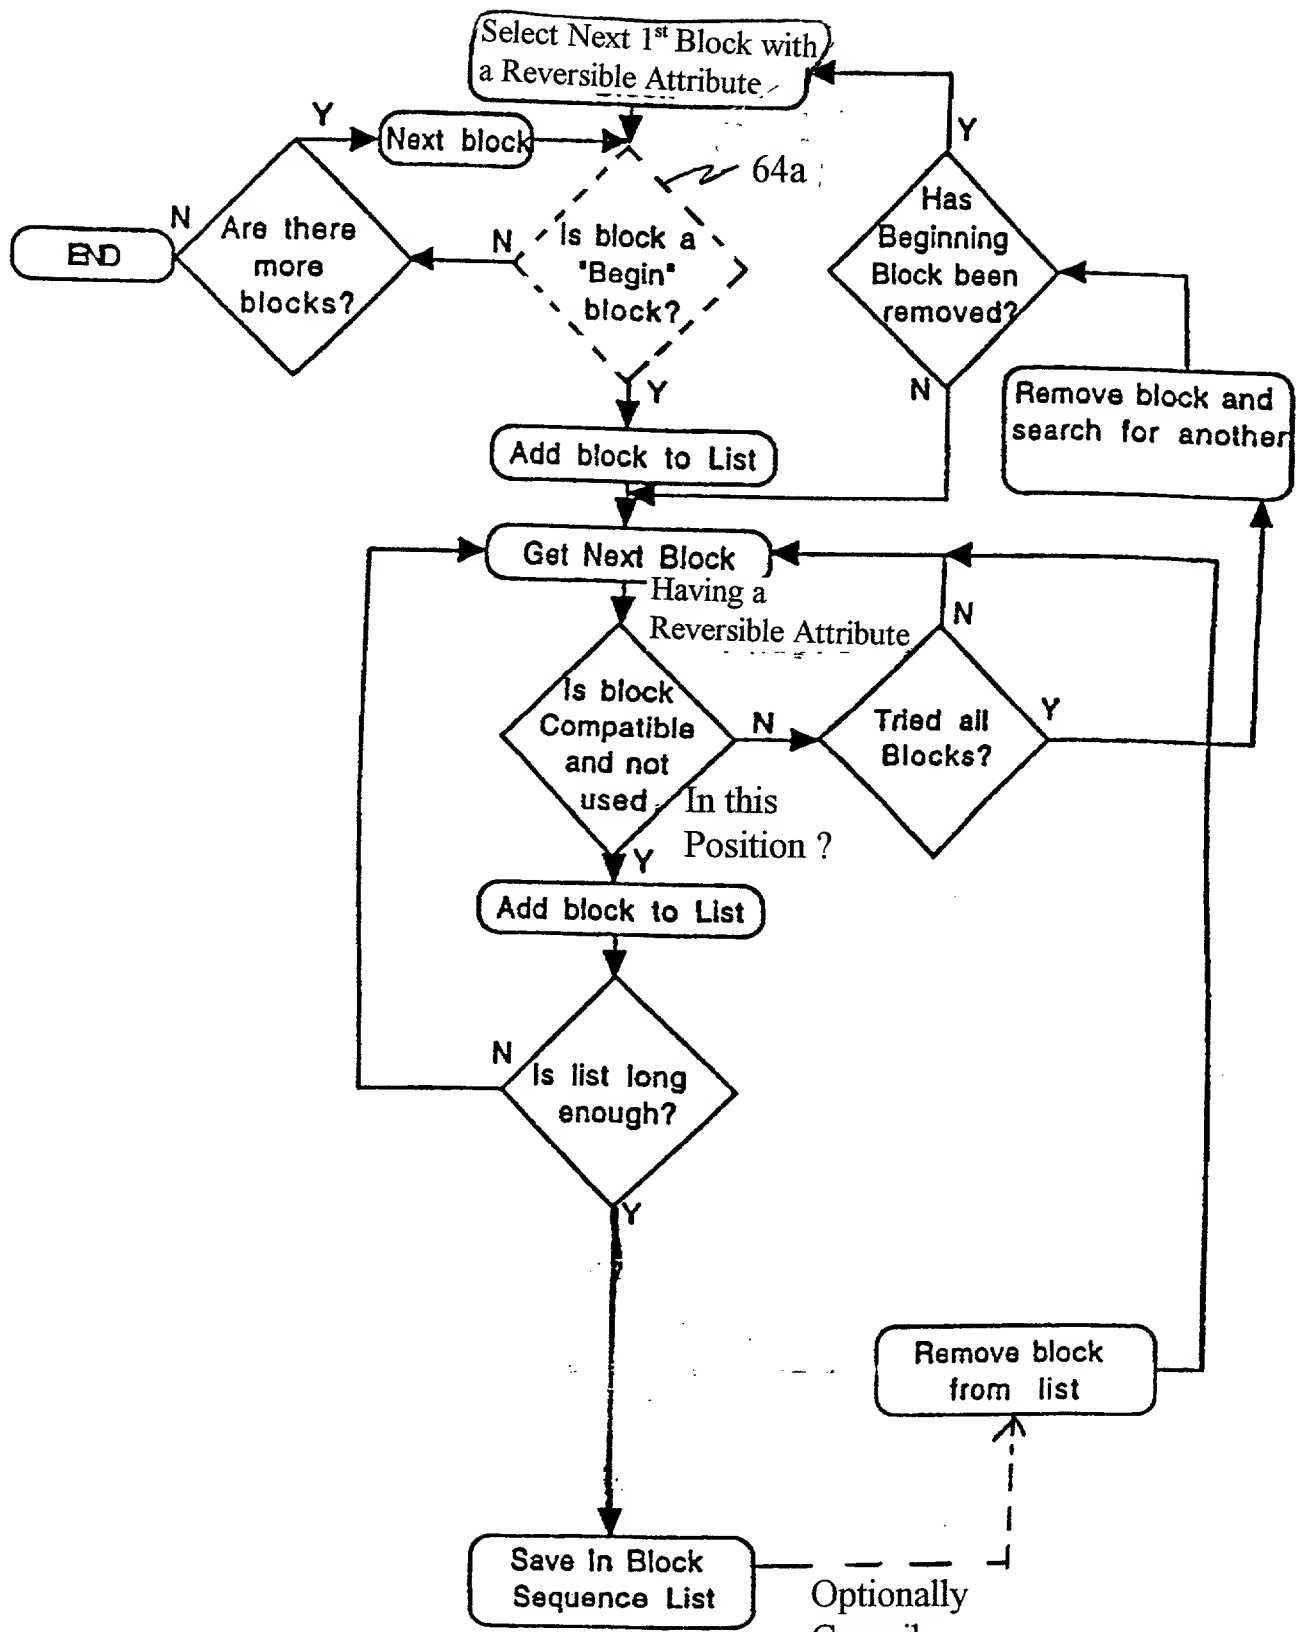 Select Next 1st Block with
a Reversible Attribute
Y
Next block
64a
Y
N
Are there
more
blocks?
END
N
Is block a
"Begin"
block?
Has
Beginning
Block been
removed?
Y
N
Remove block and
search for another
Add block to List
Get Next Block
Having a
Reversible Attribute
N
Is block
Compatible
and not
used
In this
Position ?
N
Tried all
Blocks?
Y
Y
Add block to List
N
Is list long
enough?
Y
Remove block
from list
Save In Block
Sequence List
Optionally